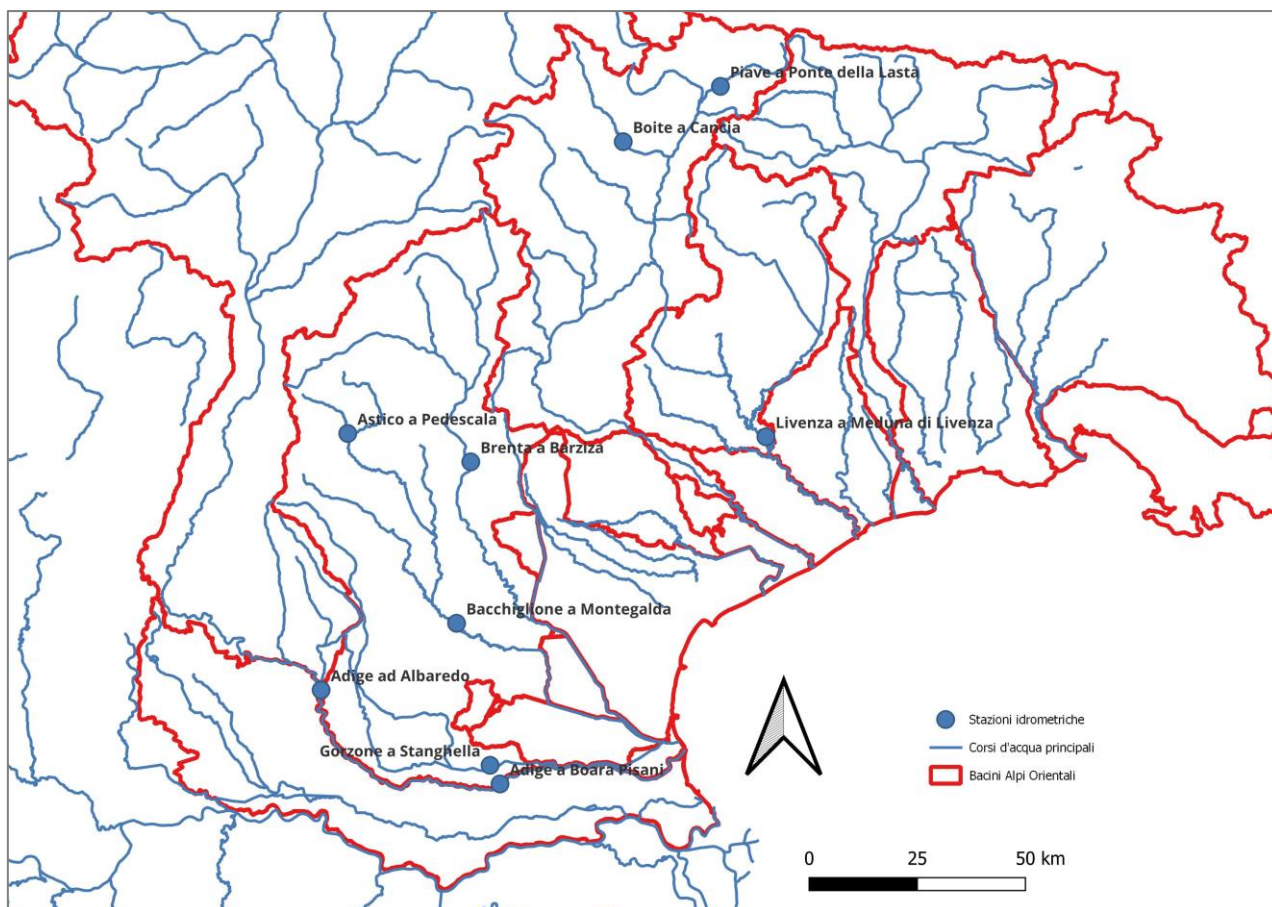 Piave a Ponte della Lasta
Boite a Cancia
Astico a Pedescala
Livenza a Meduna di Livenza
Brenta a Barziza
Bacchiglione a Montegalda
Adige ad Albaredo
Gorzone a Stanghella
Adige a Boara Pisani
Stazioni idrometriche
Corsi d'acqua principali
Bacini Alpi Orientali
0 25 50 km